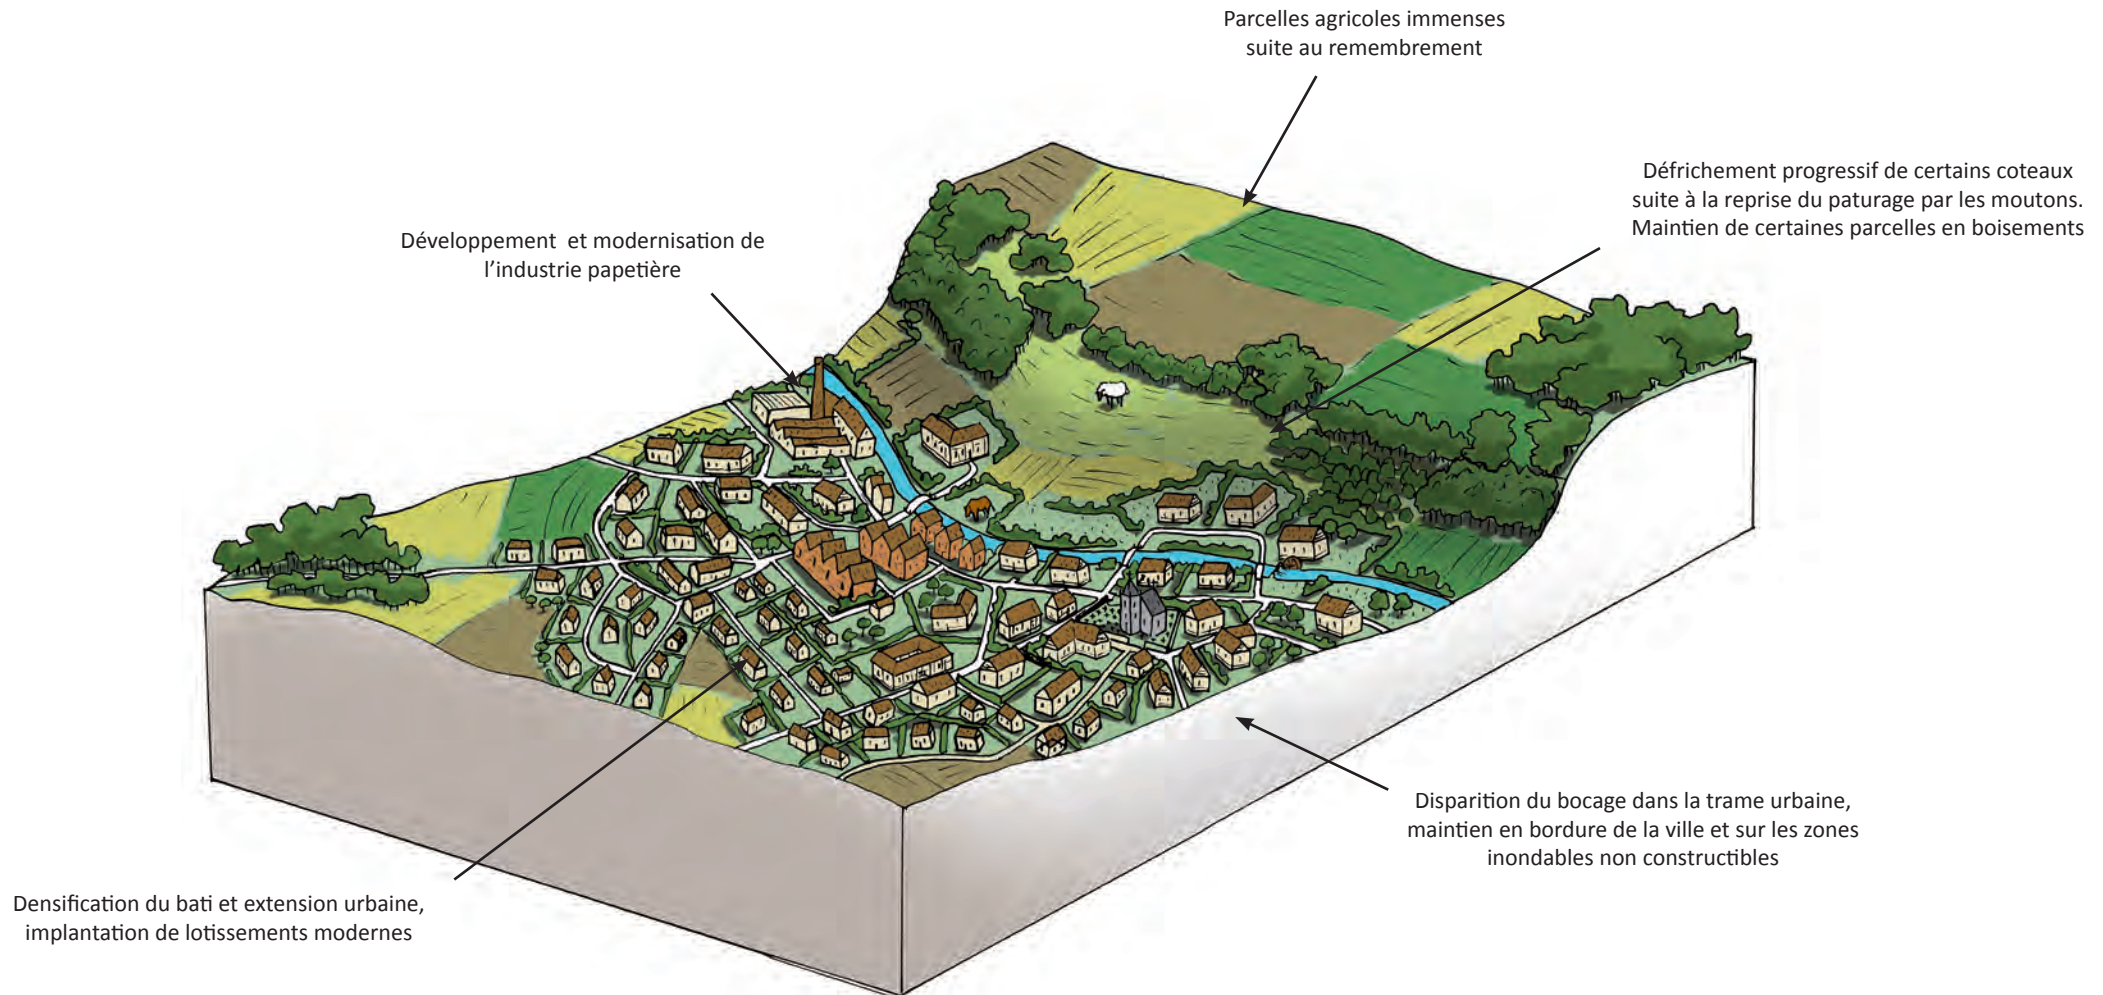 Parcelles agricoles immenses
suite au remembrement
Défrichement progressif de certains coteaux
suite à la reprise du paturage par les moutons.
Maintien de certaines parcelles en boisements
Développement et modernisation de
l'industrie papetière
Disparition du bocage dans la trame urbaine,
maintien en bordure de la ville et sur les zones
inondables non constructibles
Densification du bati et extension urbaine,
implantation de lotissements modernes